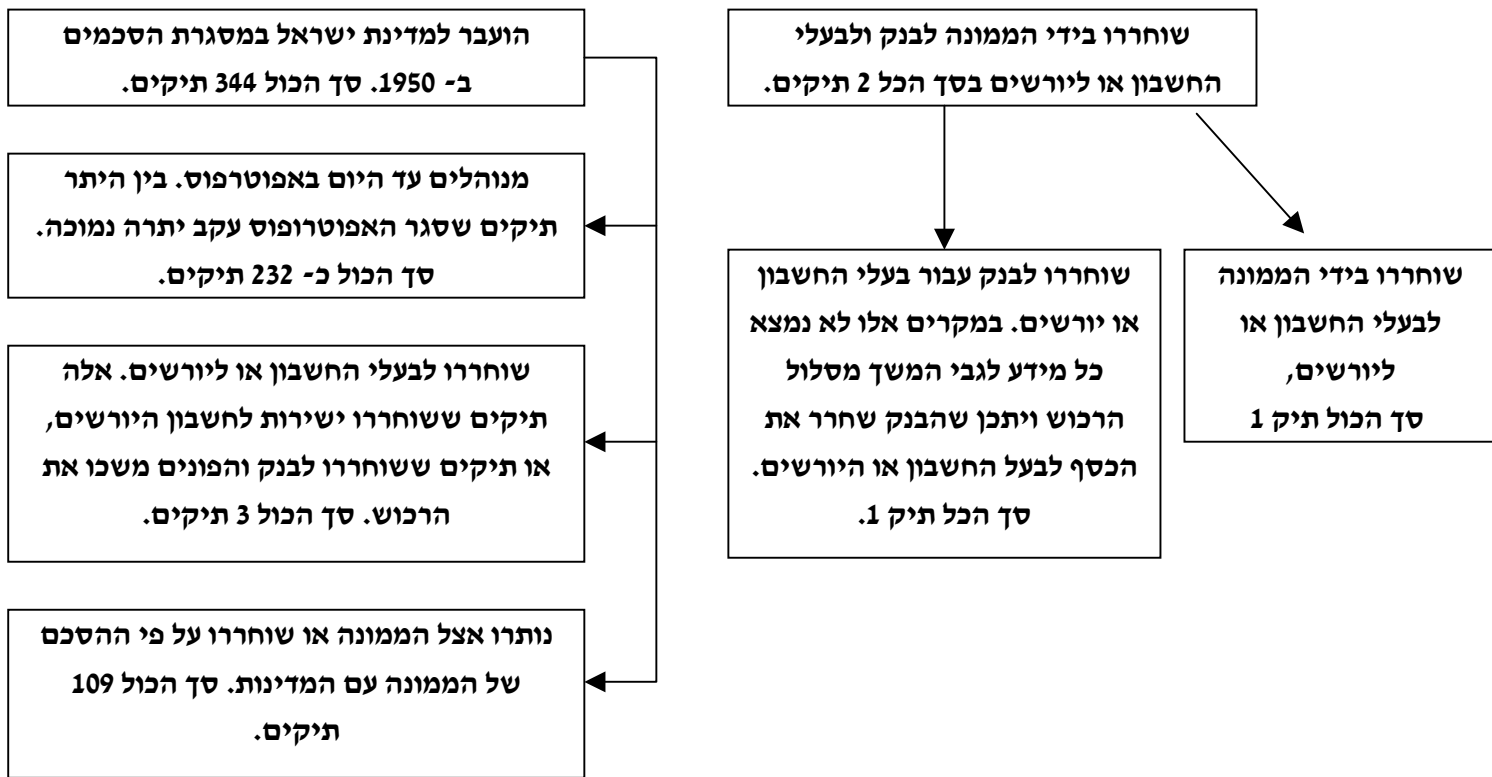 שוחררו בידי הממונה לבנק ולבעלי
החשבון או ליורשים בסך הכל 2 תיקים.
שוחררו בידי הממונה
לבעלי החשבון או
ליורשים,
סך הכול תיק 1
שוחררו לבנק עבור בעלי החשבון
או יורשים. במקרים אלו לא נמצא
כל מידע לגבי המשך מסלול
הרכוש ויתכן שהבנק שחרר את
הכסף לבעל החשבון או היורשים.
סך הכל תיק 1.
הועבר למדינת ישראל במסגרת הסכמים
ב- 1950. סך הכול 344 תיקים.
מנוהלים עד היום באפוטרפוס. בין היתר
תיקים שסגר האפוטרופוס עקב יתרה נמוכה.
סך הכול כ- 232 תיקים.
שוחררו לבעלי החשבון או ליורשים. אלה
תיקים ששוחררו ישירות לחשבון היורשים,
או תיקים ששוחררו לבנק והפונים משכו את
הרכוש. סך הכול 3 תיקים.
נותרו אצל הממונה או שוחררו על פי ההסכם
של הממונה עם המדינות. סך הכול 109
תיקים.